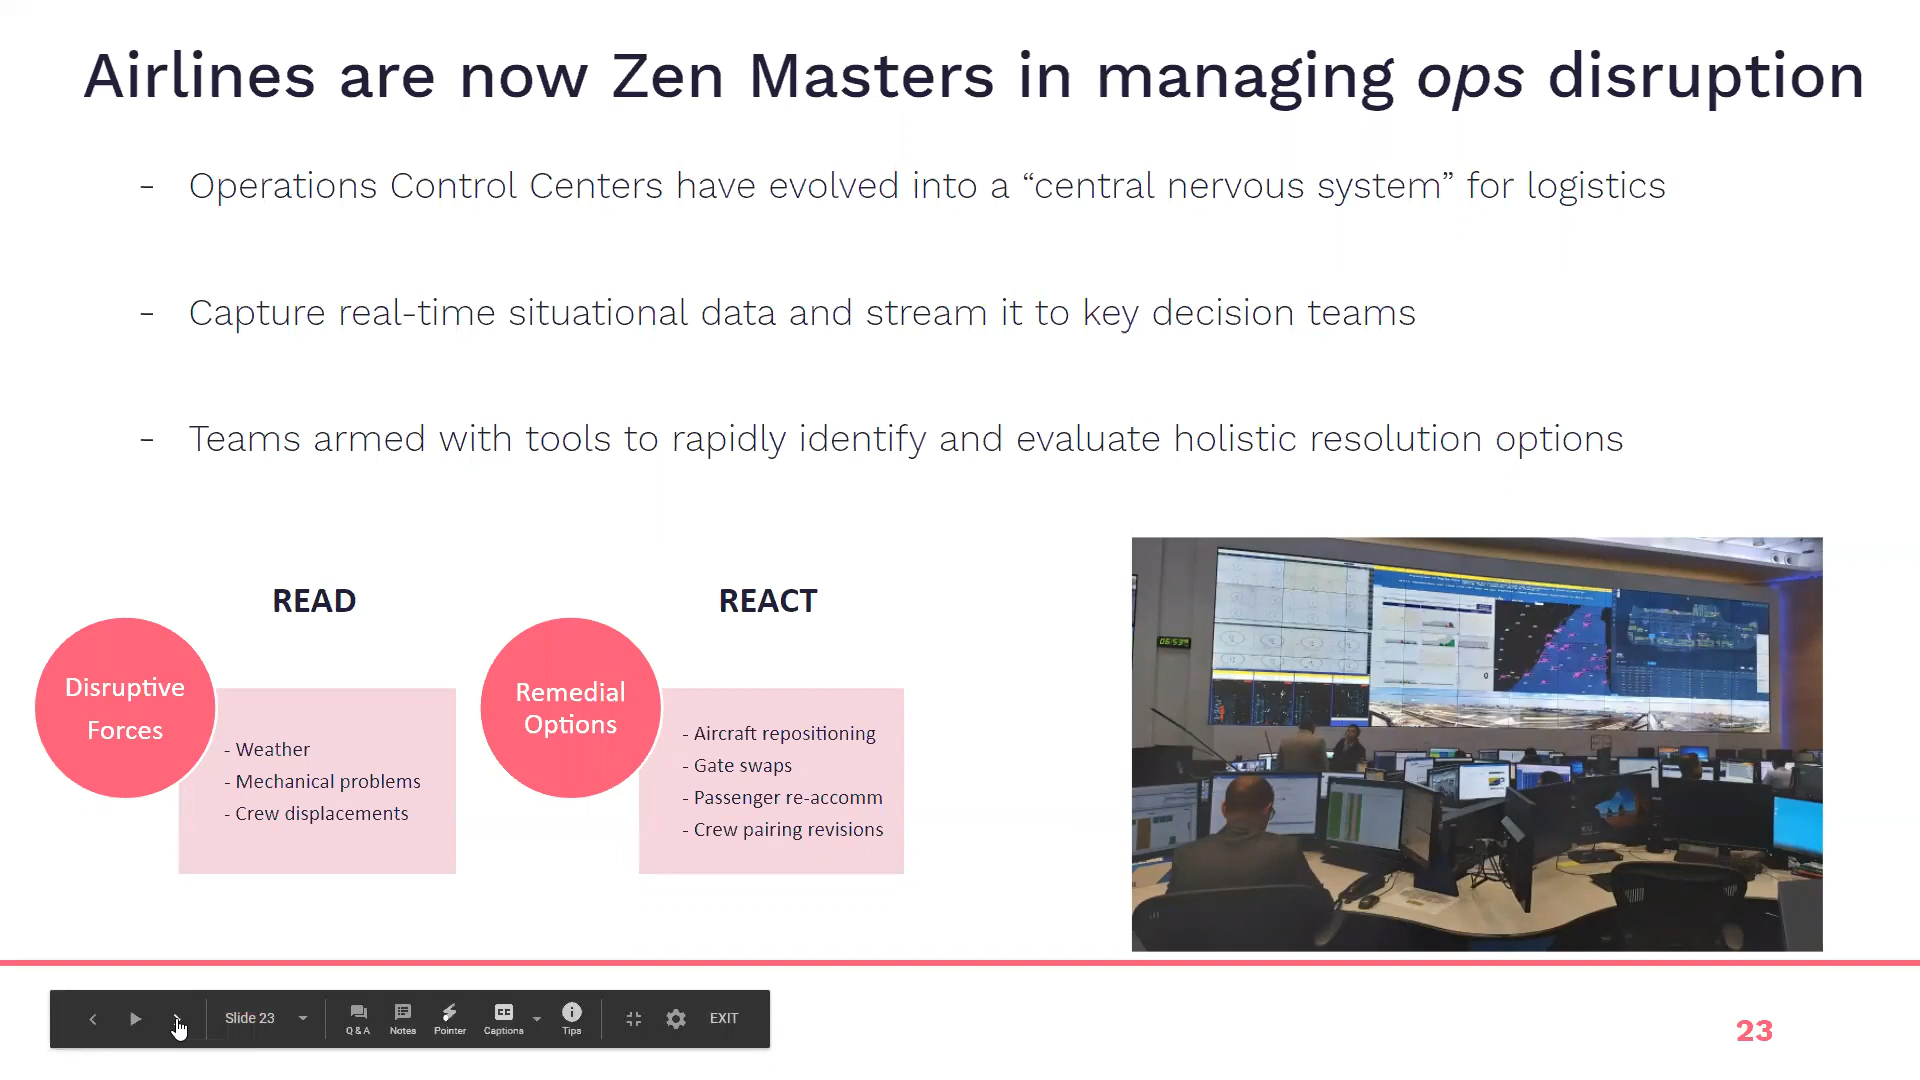 Airlines are now Zen Masters in managing ops disruption
- Operations Control Centers have evolved into a “central nervous system” for logistics
- Capture real-time situational data and stream it to key decision teams
- Teams armed with tools to rapidly identify and evaluate holistic resolution options
READ
Disruptive
Forces
- Weather
- Mechanical problems
- Crew displacements
REACT
Remedial
Options
- Aircraft repositioning
- Gate swaps
- Passenger re-accomm
- Crew pairing revisions
06:53
Slide 23
Q & A
Notes
Pointer
Captions
Tips
EXIT
23